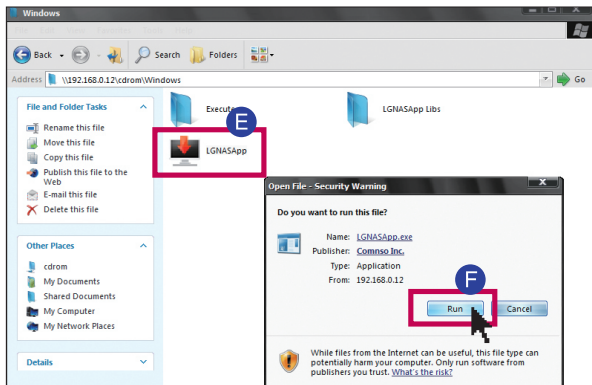 Windows
Back
Search
Folders
Address \\192.168.0.12\cdrom\Windows
Go
File and Folder Tasks
Rename this file
Move this file
Copy this file
Publish this file to the
Web
E-mail this file
Delete this file
Other Places
cdrom
My Documents
Shared Documents
My Computer
My Network Places
Details
Execute
LGNASApp Libs
E
LGNASApp
Open File - Security Warning
Do you want to run this file?
Name: LGNASApp.exe
Publisher: Comnso Inc.
Type: Application
From: 192.168.0.12
F
Run
Cancel
While files from the Internet can be useful, this file type can
potentially harm your computer. Only run software from
publishers you trust. What's the risk?